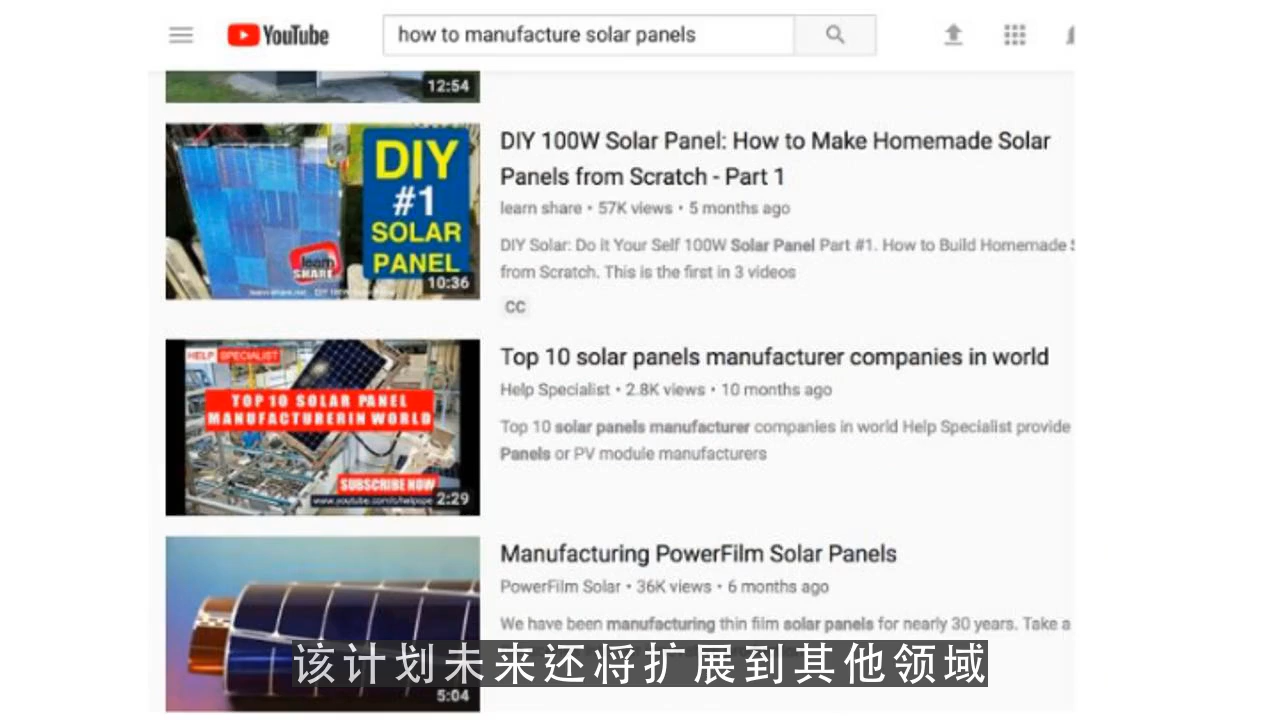 YouTube
how to manufacture solar panels
12:54
DIY
#1
SOLAR
PANEL
learn
SHARE
10:36
DIY 100W Solar Panel: How to Make Homemade Solar
Panels from Scratch - Part 1
learn share • 57K views • 5 months ago
DIY Solar: Do it Your Self 100W Solar Panel Part #1. How to Build Homemade
from Scratch. This is the first in 3 videos
CC
HELP SPECIALIST
TOP 10 SOLAR PANEL
MANUFACTURER IN WORLD
SUBSCRIBE NOW
2:29
Top 10 solar panels manufacturer companies in world
Help Specialist • 2.8K views • 10 months ago
Top 10 solar panels manufacturer companies in world Help Specialist provide
Panels or PV module manufacturers
Manufacturing PowerFilm Solar Panels
PowerFilm Solar • 36K views • 6 months ago
We have been manufacturing thin film solar panels for nearly 30 years. Take a
该计划未来还将扩展到其他领域
5:04